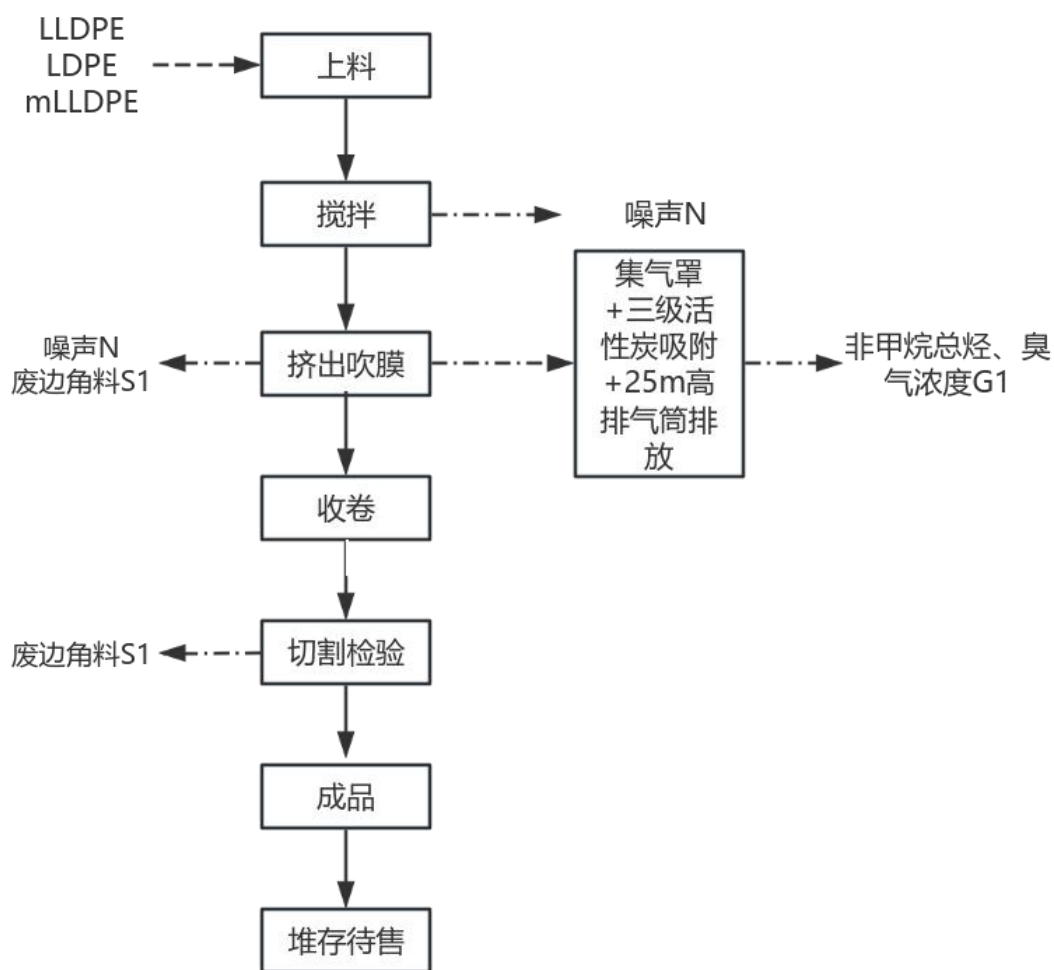 LLDPE
LDPE
mLLDPE
上料
搅拌
噪声N
集气罩
+三级活
性炭吸附
+25m高
排气筒排
放
噪声N
废边角料S1
挤出吹膜
非甲烷总烃、臭
气浓度G1
收卷
废边角料S1
切割检验
成品
堆存待售